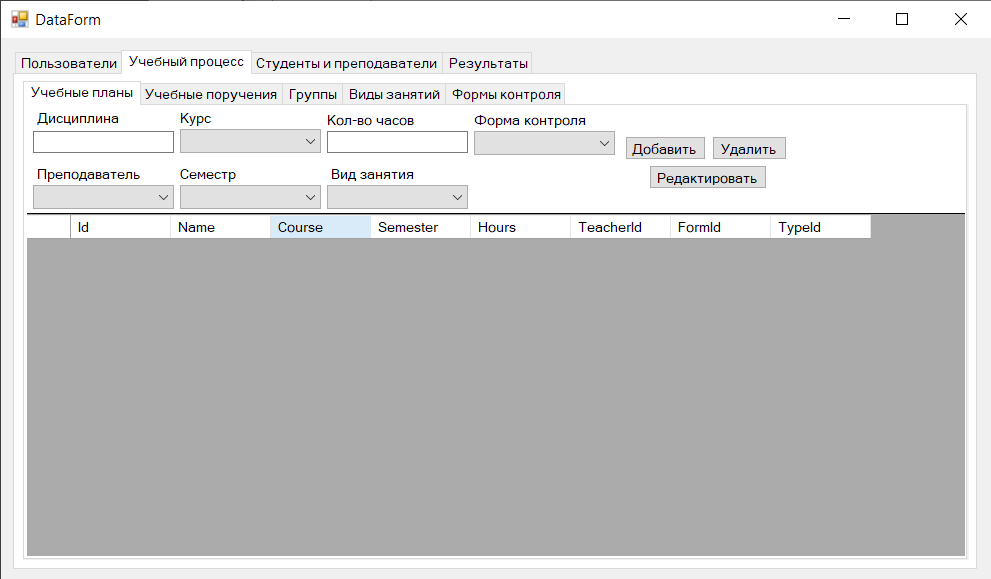 DataForm
Пользователи Учебный процесс Студенты и преподаватели Результаты
Учебные планы Учебные поручения Группы Виды занятий Формы контроля
Дисциплина Курс Кол-во часов Форма контроля
Добавить Удалить
Преподаватель Семестр Вид занятия
Редактировать
Id Name Course Semester Hours TeacherId FormId TypeId